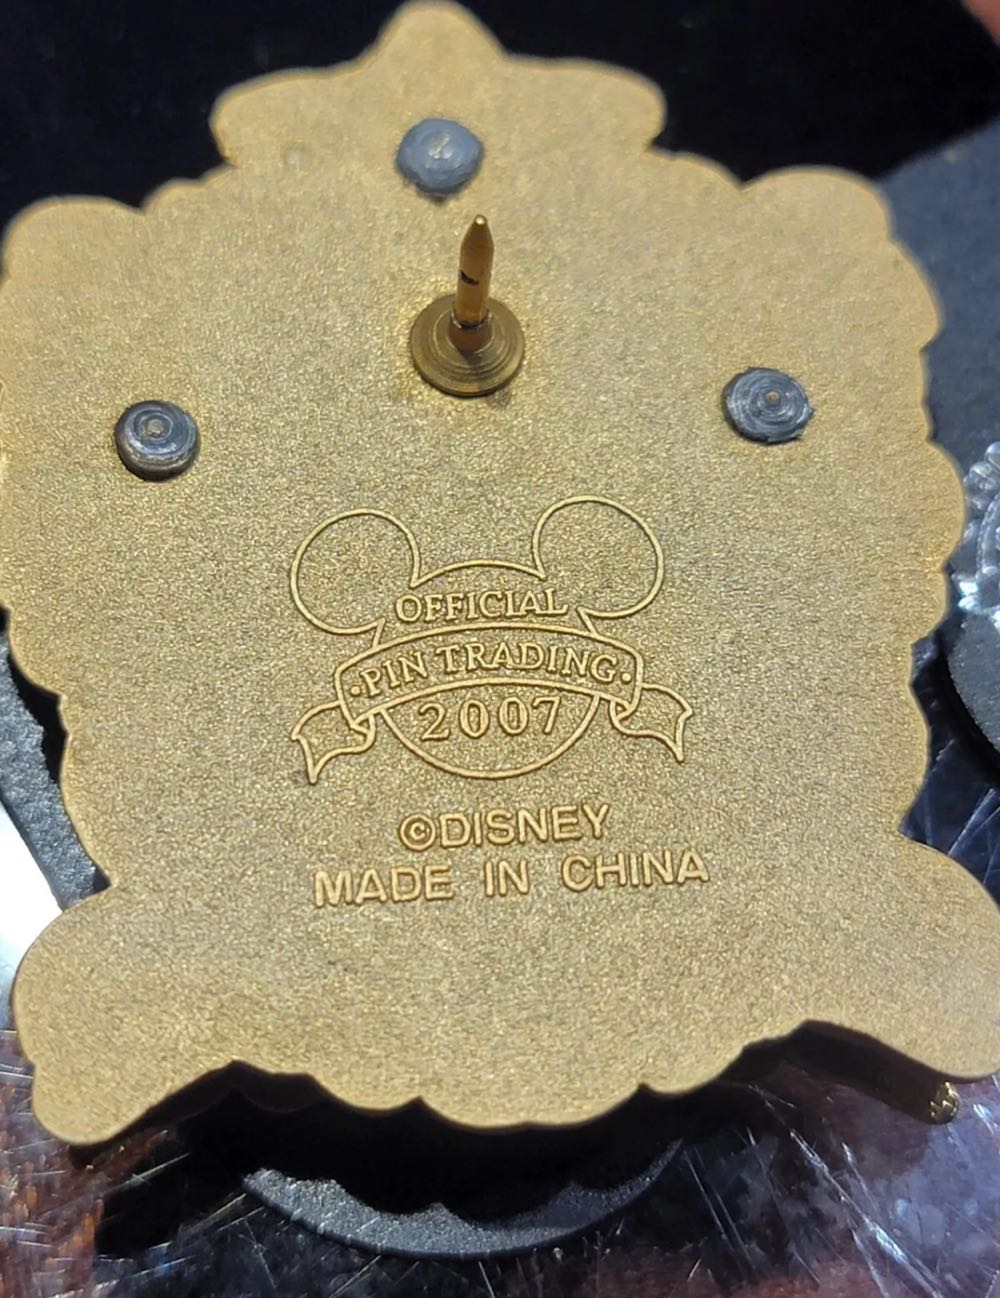 OFFICIAL
·PIN TRADING·
2007
©DISNEY
MADE IN CHINA